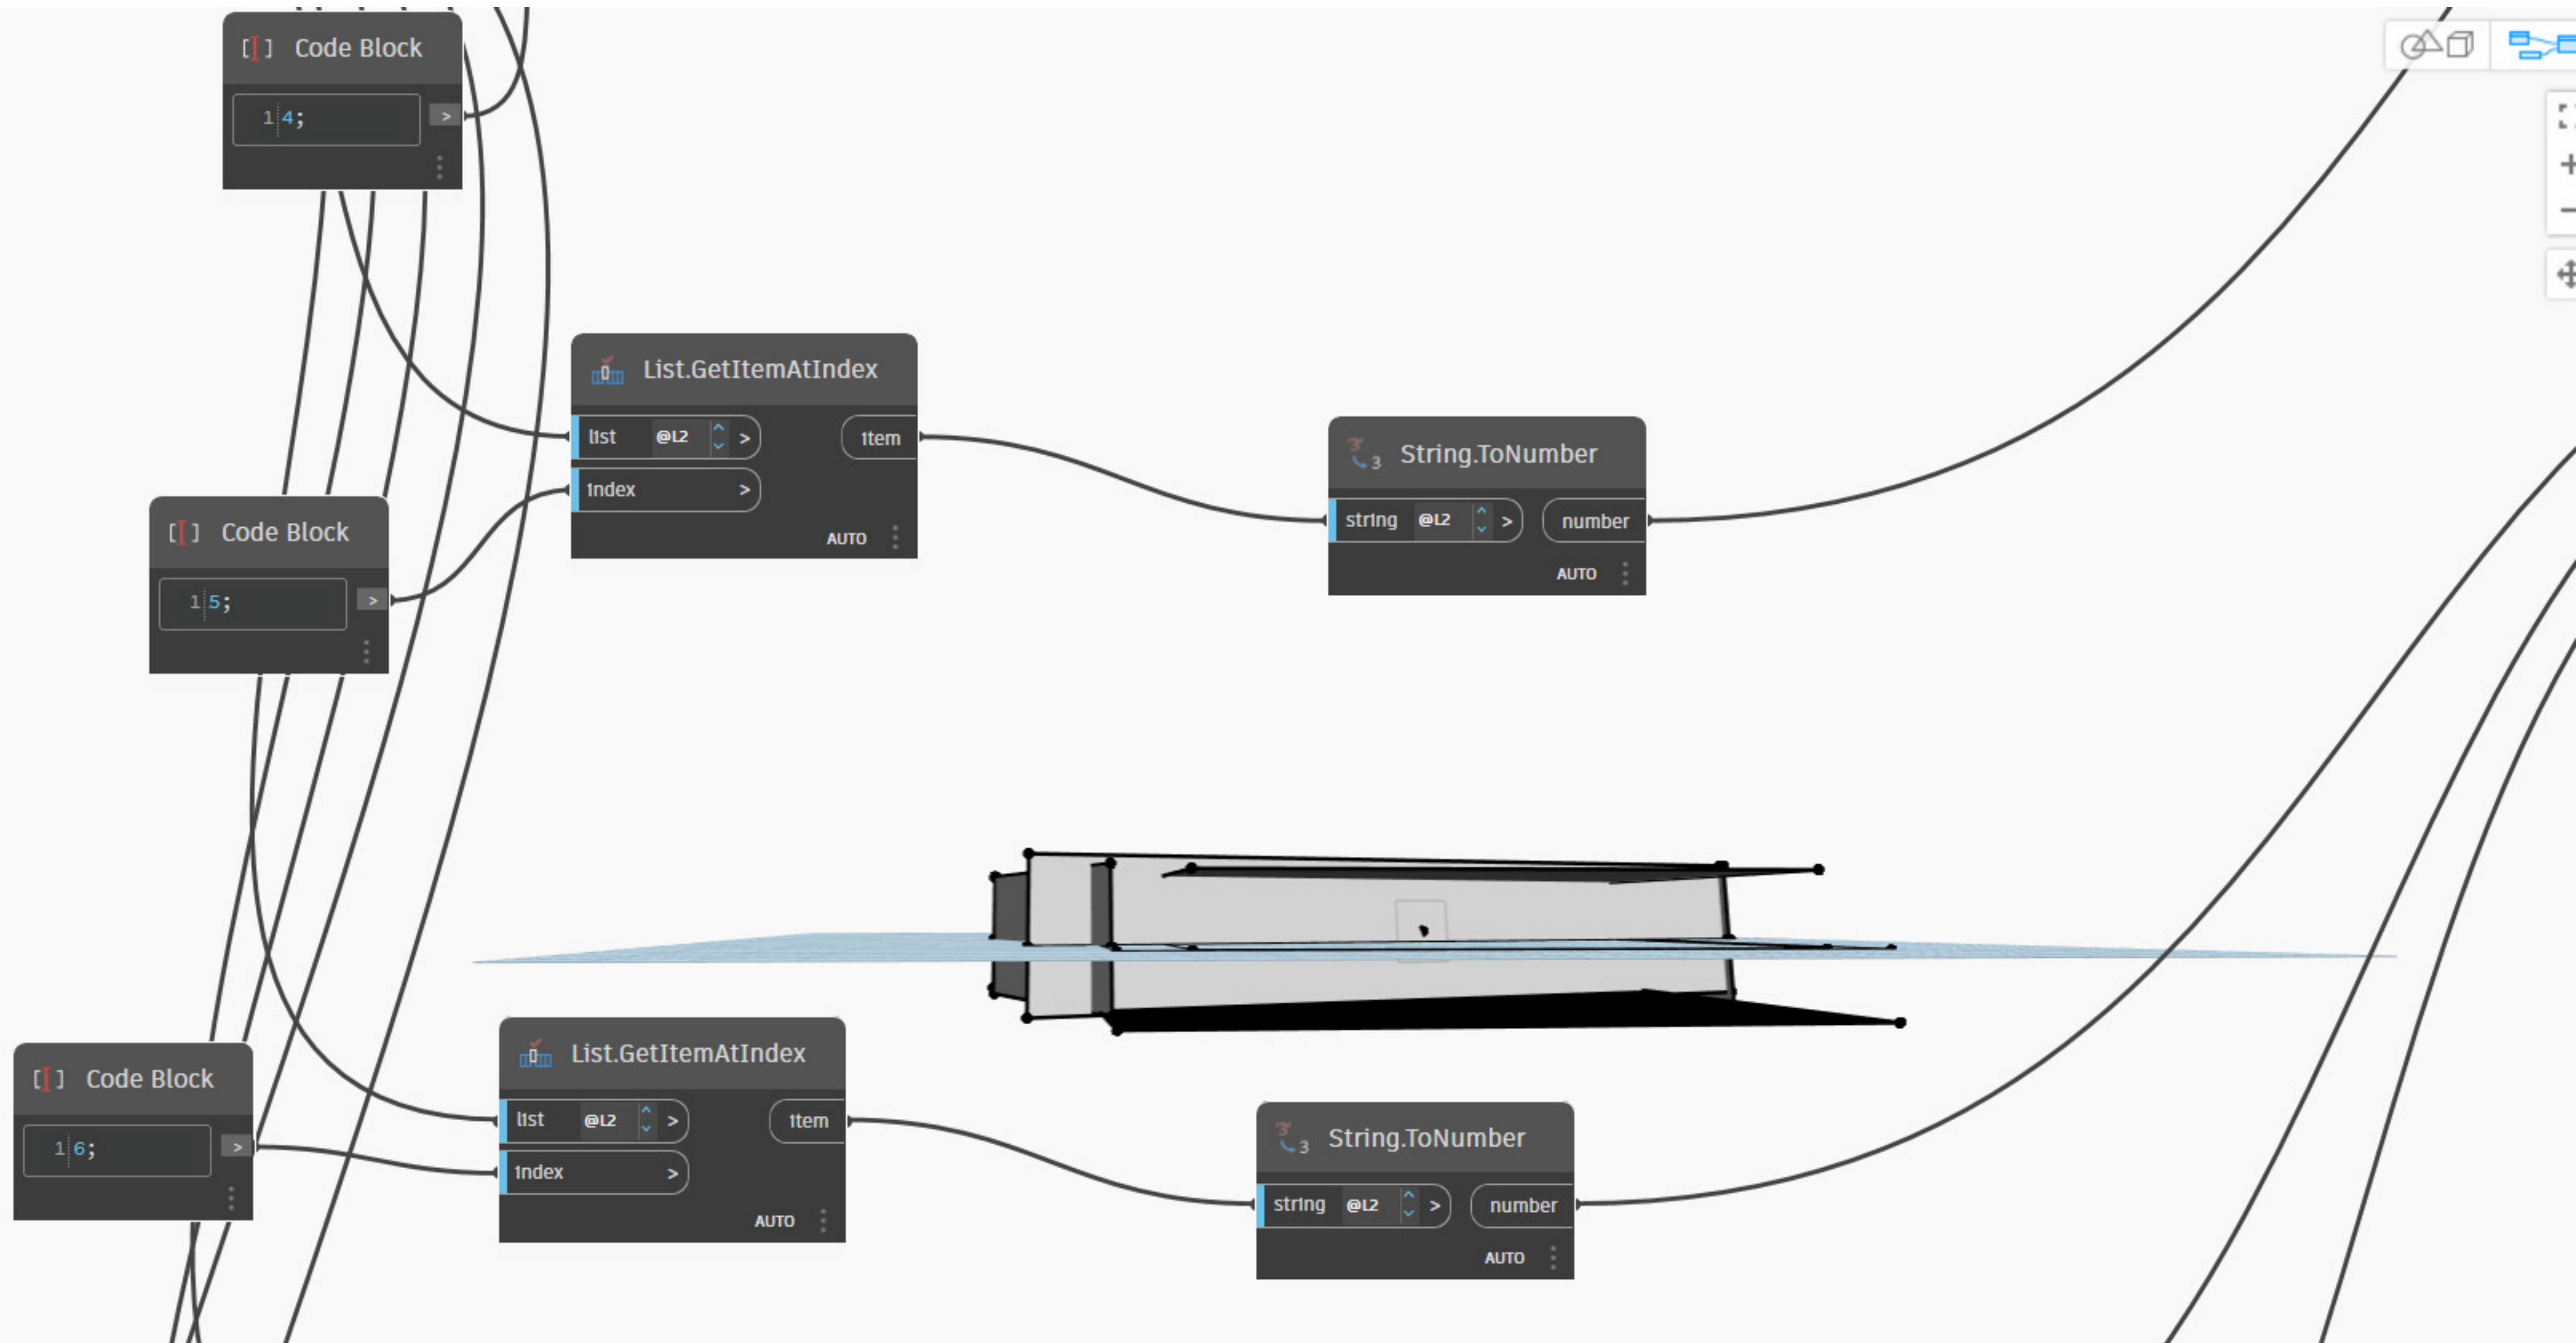 Code Block
1 4;
>
List.GetItemAtIndex
list @L2 > item
index >
AUTO
String.ToNumber
string @L2 > number
AUTO
Code Block
1 5;
>
List.GetItemAtIndex
list @L2 > item
index >
AUTO
Code Block
1 6;
>
String.ToNumber
3
string @L2 > number
AUTO